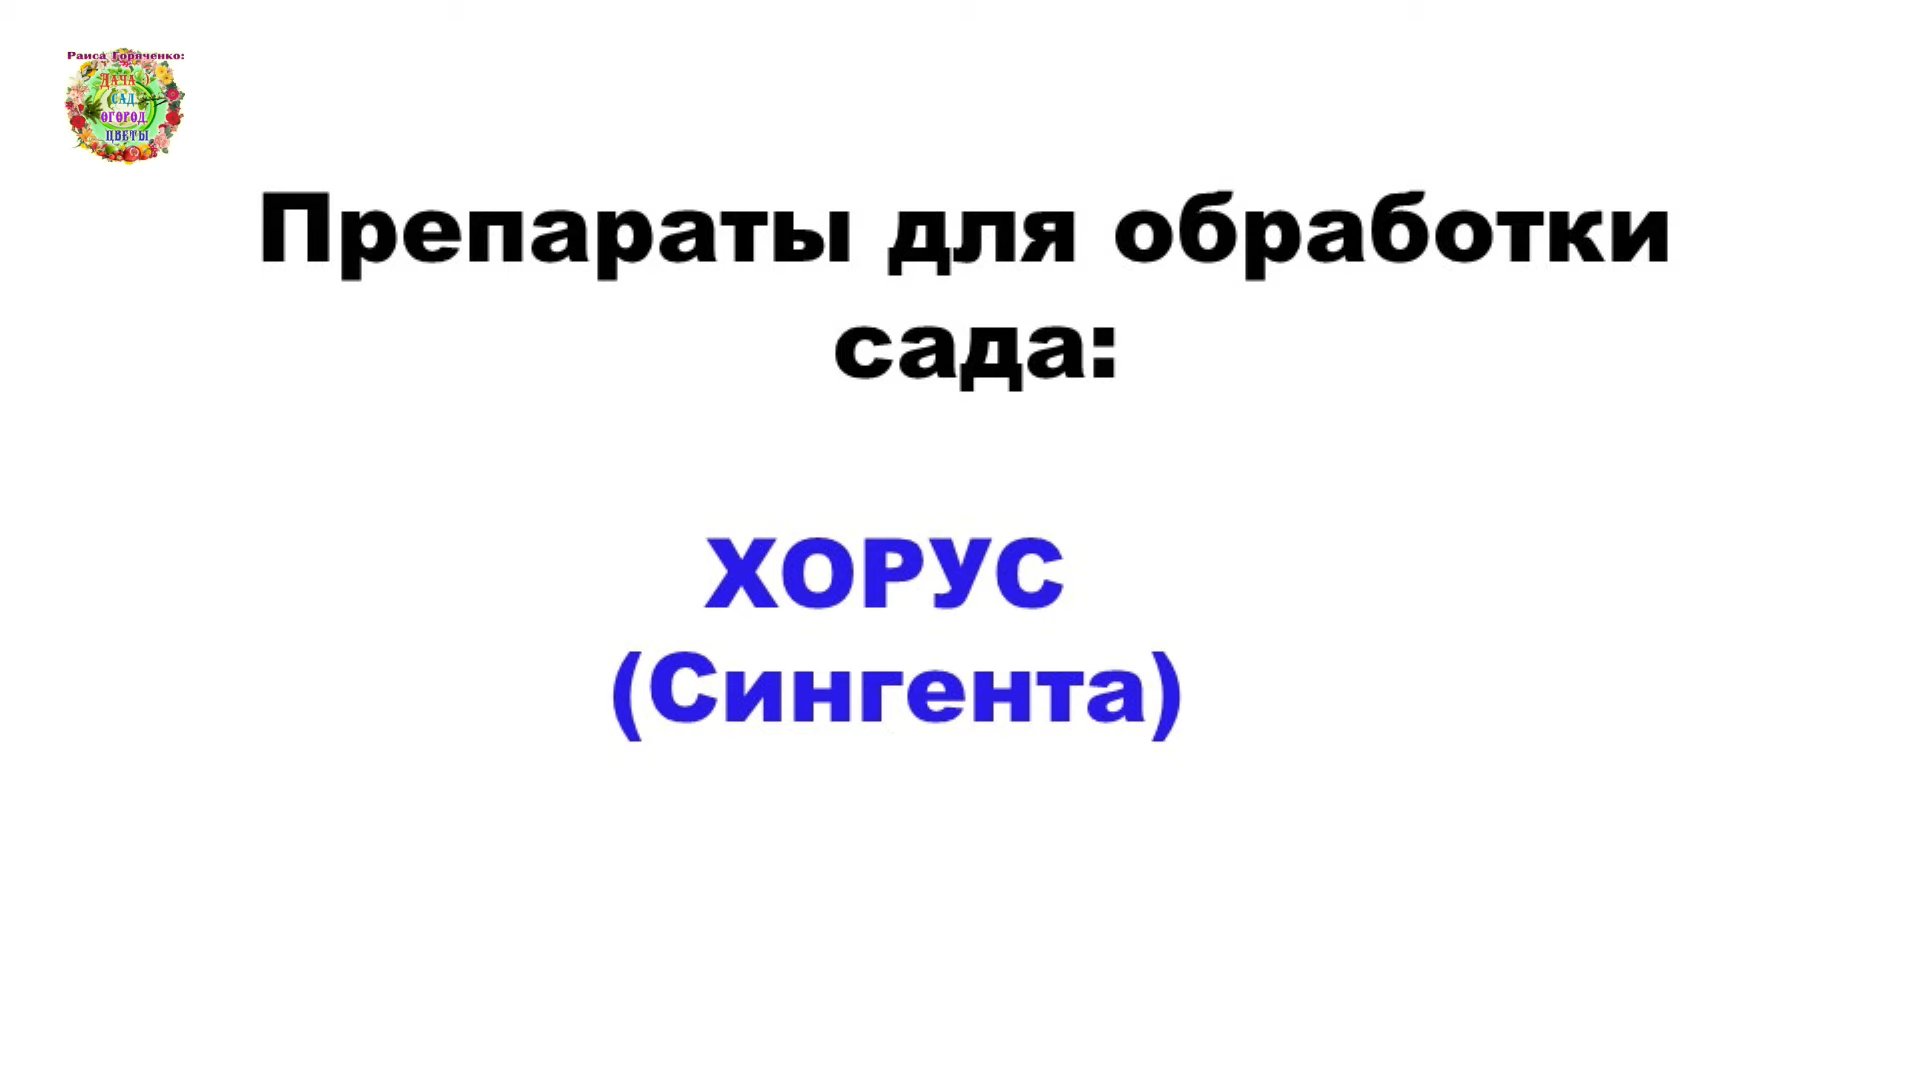 Раиса Горяченко:
ДАЧА
САД,
ОГОРОД,
ЦВЕТЫ
Препараты для обработки
сада:
ХОРУС
(Сингента)